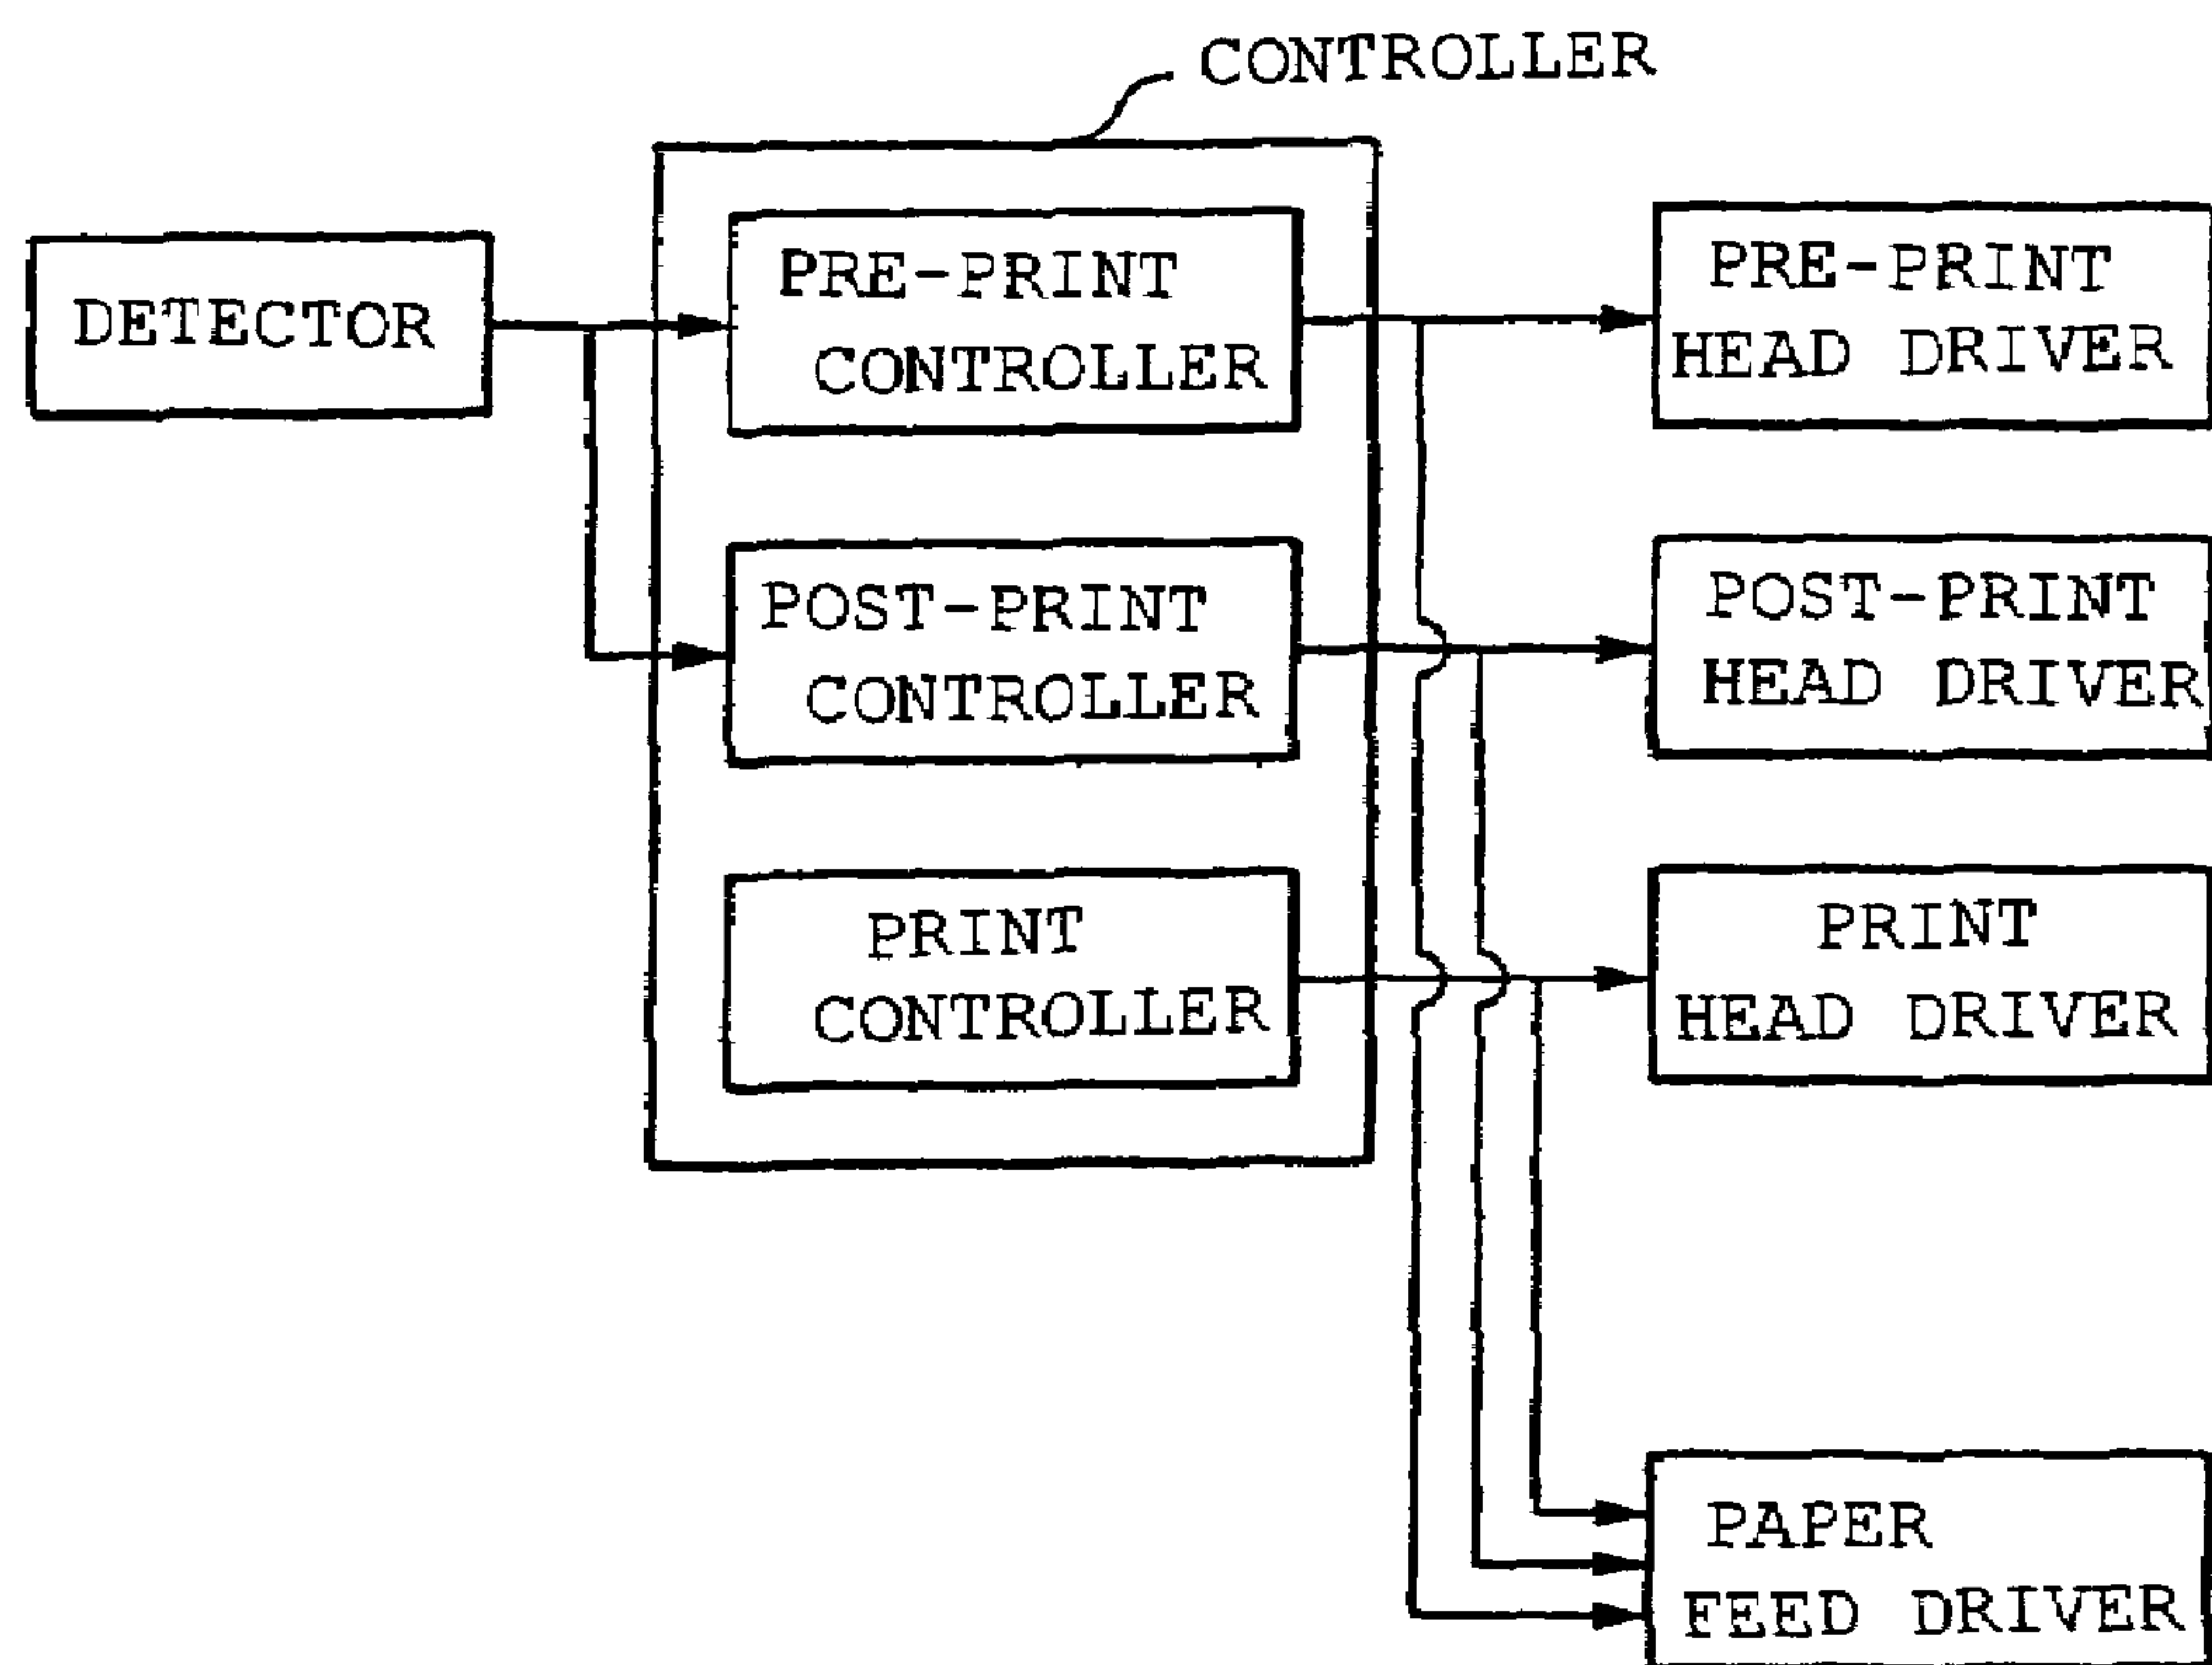 CONTROLLER
DETECTOR
PRE-PRINT
CONTROLLER
PRE-PRINT
HEAD DRIVER
POST-PRINT
CONTROLLER
POST-PRINT
HEAD DRIVER
PRINT
CONTROLLER
PRINT
HEAD DRIVER
PAPER
FEED DRIVER